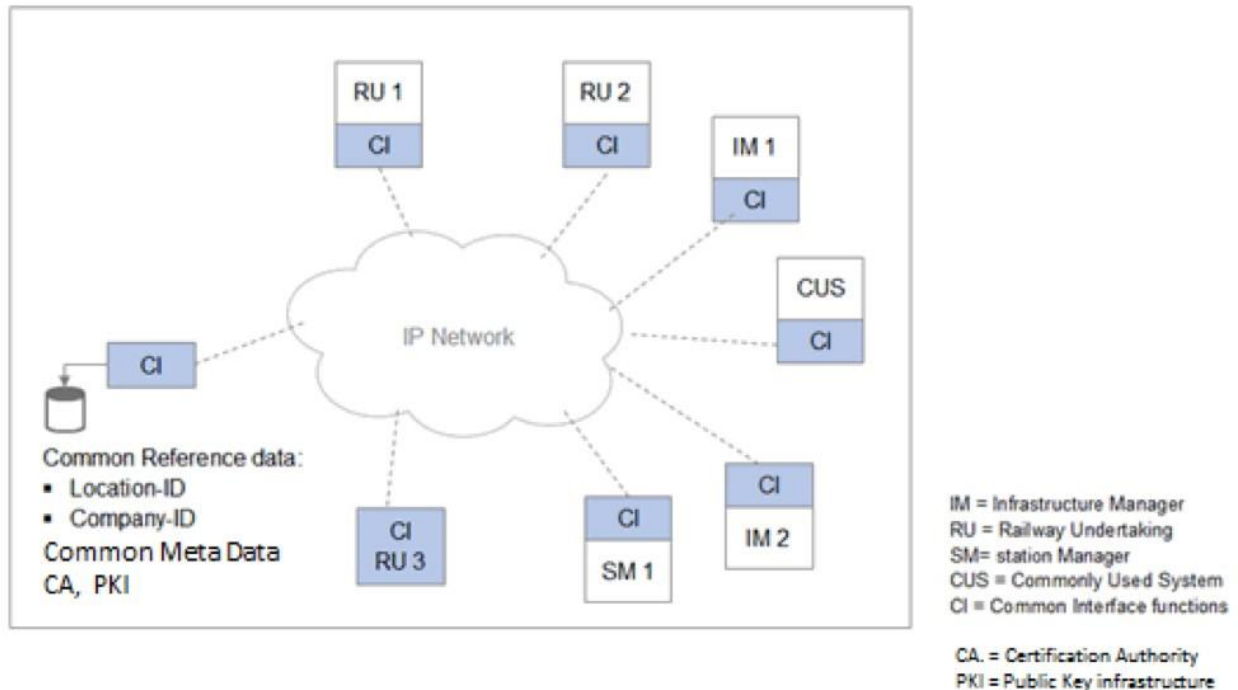 RU 1
CI
RU 2
CI
IM 1
CI
CUS
CI
IP Network
CI
Common Reference data:
▪ Location-ID
▪ Company-ID
Common Meta Data
CA, PKI
CI
RU 3
CI
SM 1
CI
IM 2
IM = Infrastructure Manager
RU = Railway Undertaking
SM= station Manager
CUS = Commonly Used System
CI = Common Interface functions
CA. = Certification Authority
PKI = Public Key infrastructure